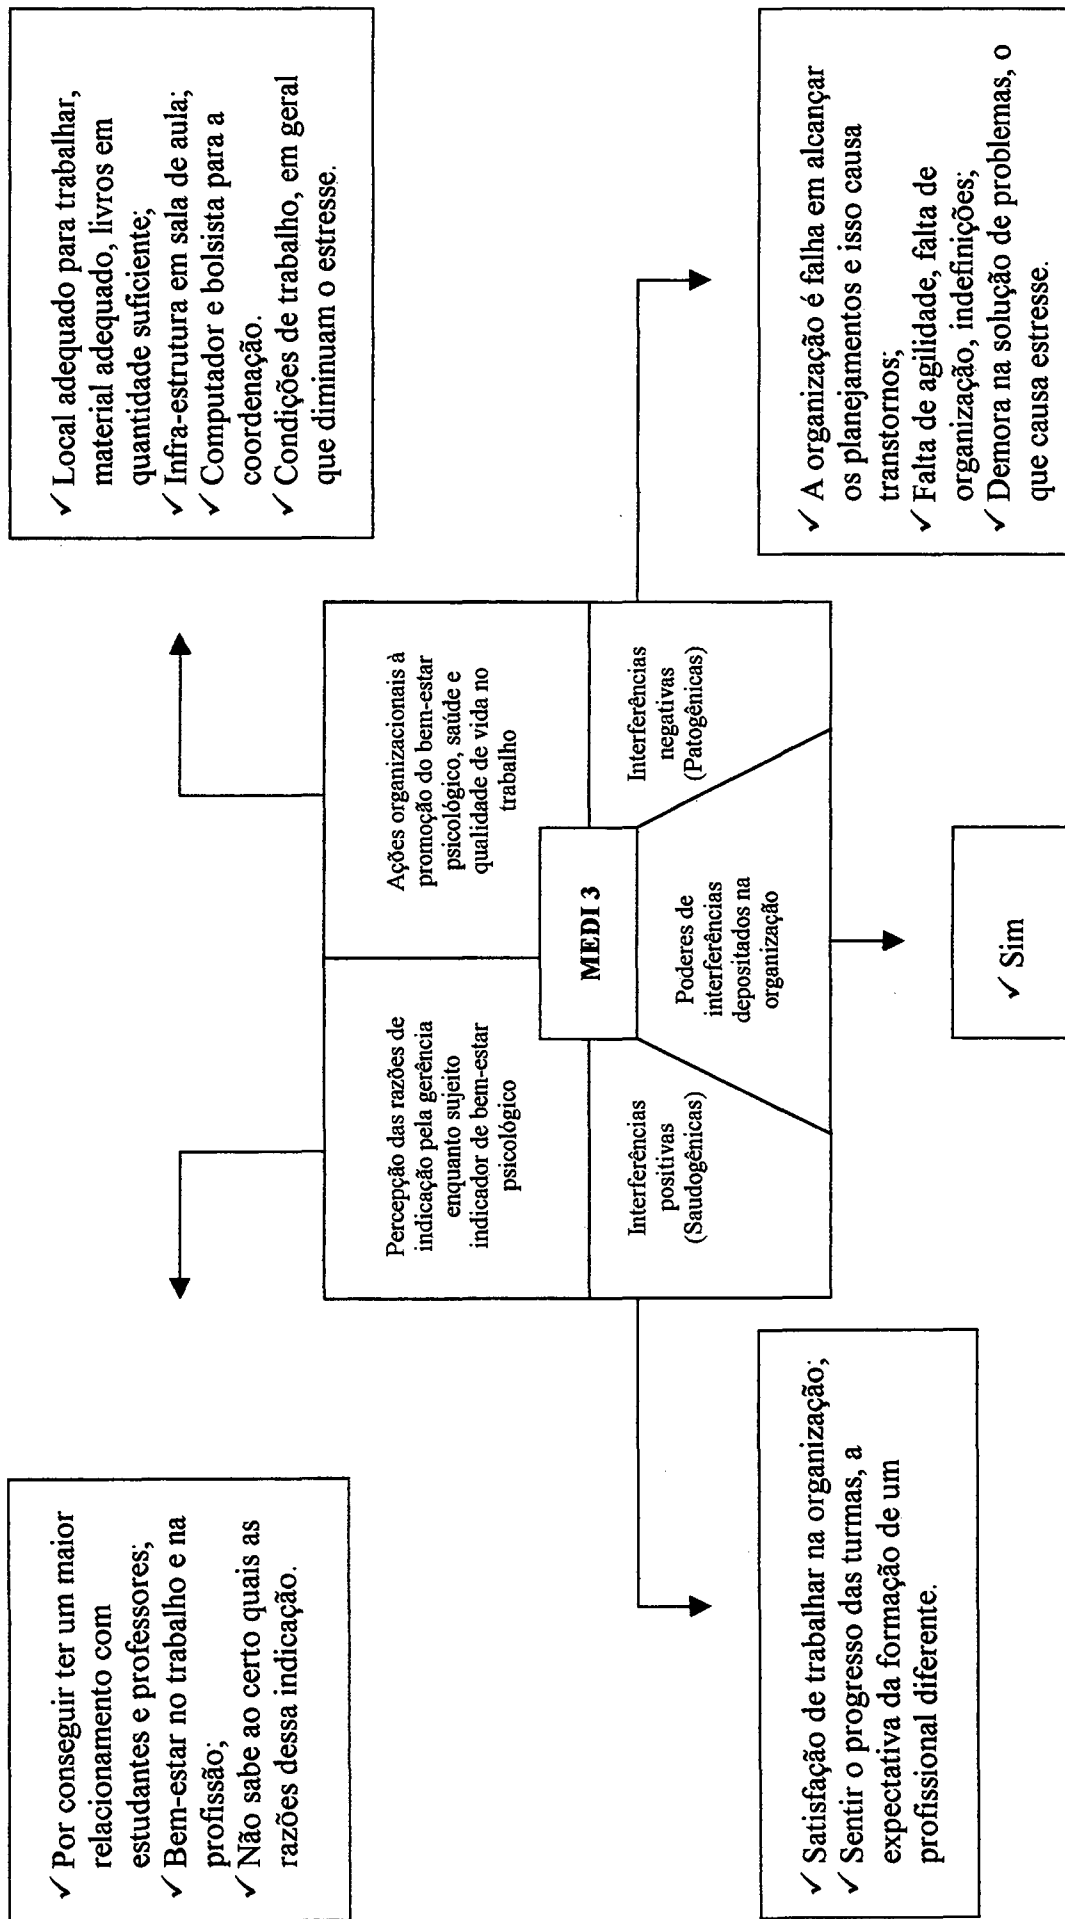 ✓ Por conseguir ter um maior
relacionamento com
estudantes e professores;
✓ Bem-estar no trabalho e na
profissão;
✓ Não sabe ao certo quais as
razões dessa indicação.
✓ Local adequado para trabalhar,
material adequado, livros em
quantidade suficiente;
✓ Infra-estrutura em sala de aula;
✓ Computador e bolsista para a
coordenação.
✓ Condições de trabalho, em geral
que diminuam o estresse.
Percepção das razões de
indicação pela gerência
enquanto sujeito
indicador de bem-estar
psicológico
Ações organizacionais à
promoção do bem-estar
psicológico, saúde e
qualidade de vida no
trabalho
MEDI 3
Interferências
positivas
(Saudogênicas)
Poderes de
interferências
depositados na
organização
Interferências
negativas
(Patogênicas)
✓ Satisfação de trabalhar na organização;
✓ Sentir o progresso das turmas, a
expectativa da formação de um
profissional diferente.
✓ Sim
✓ A organização é falha em alcançar
os planejamentos e isso causa
transtornos;
✓ Falta de agilidade, falta de
organização, indefinições;
✓ Demora na solução de problemas, o
que causa estresse.